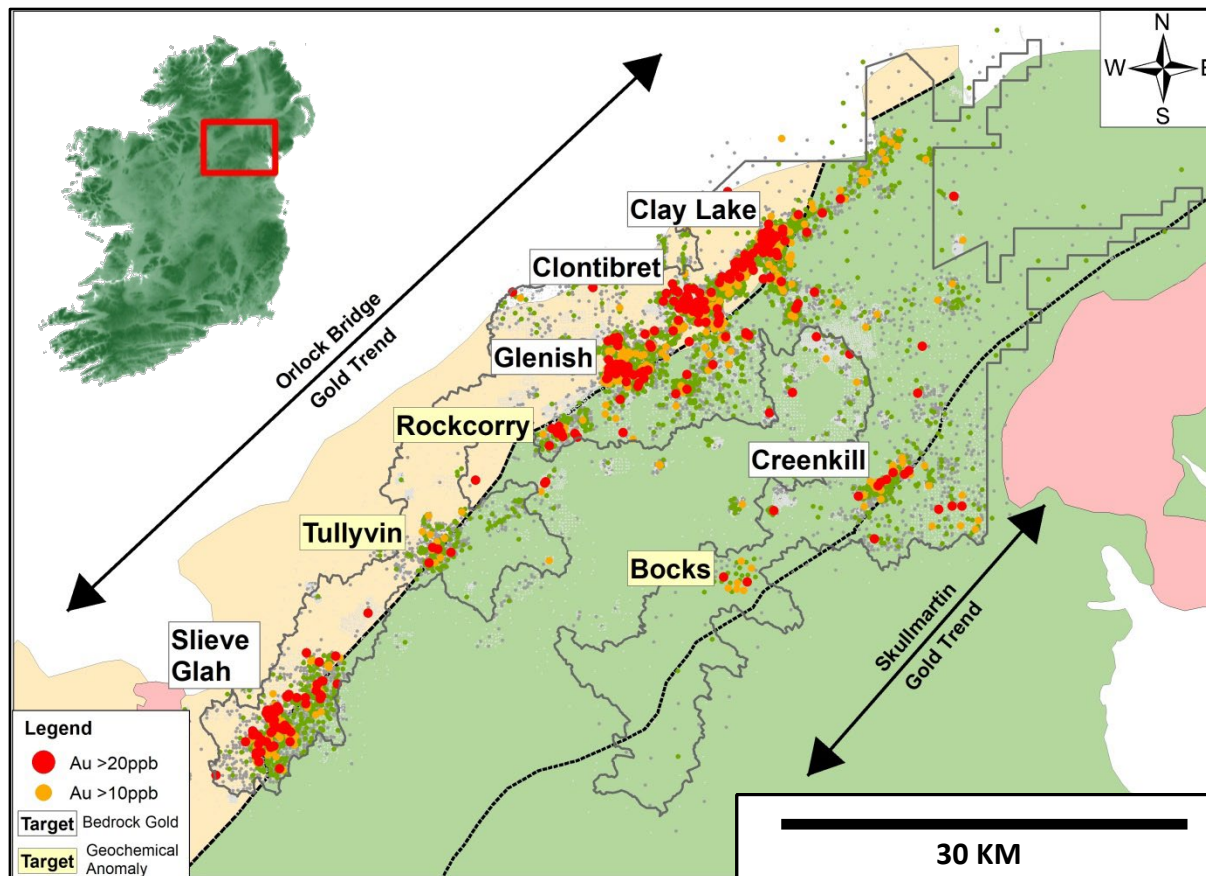 N
W
E
S
Orlock Bridge
Gold Trend
Clay Lake
Clontibret
Glenish
Rockcorry
Creenkill
Tullyvin
Bocks
Skullmartin
Gold Trend
Slieve
Glah
Legend
Au >20ppb
Au >10ppb
Target Bedrock Gold
Target Geochemical
Anomaly
30 KM